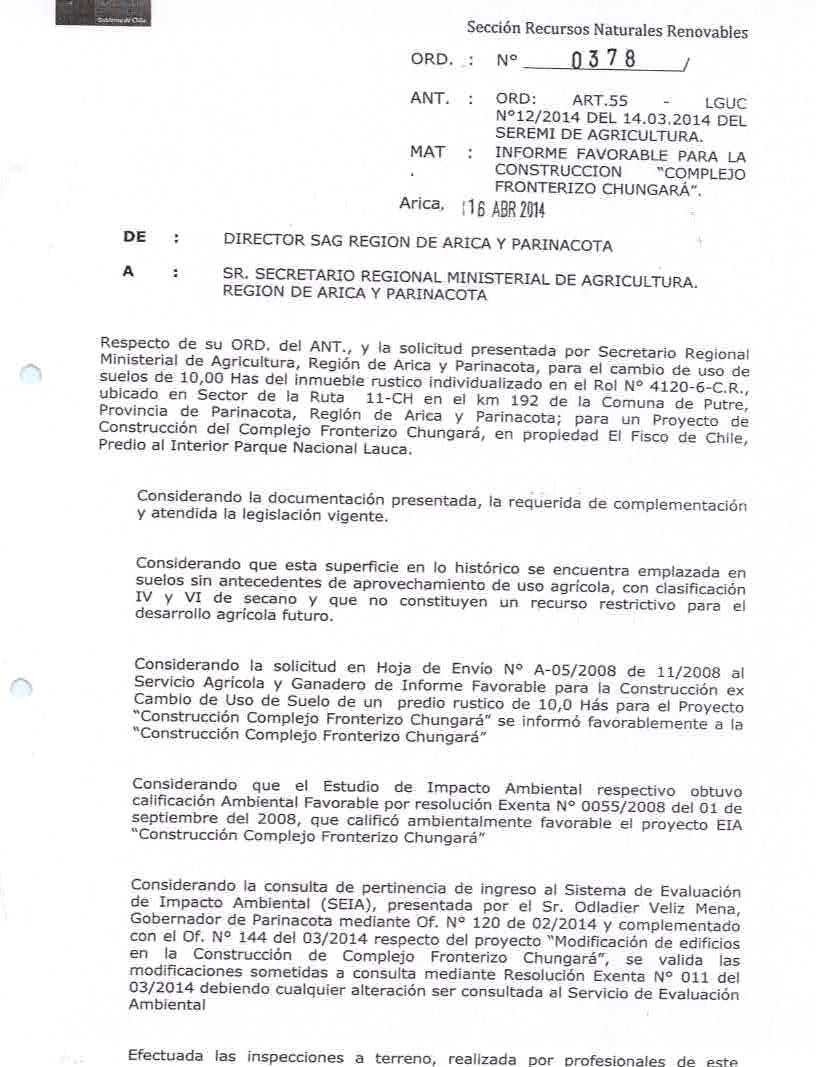 Gobierno de Chile
Sección Recursos Naturales Renovables
ORD. : N° 0378 /
ANT. : ORD: ART.55 - LGUC
N°12/2014 DEL 14.03.2014 DEL
SEREMI DE AGRICULTURA.
MAT : INFORME FAVORABLE PARA LA
. CONSTRUCCION "COMPLEJO
FRONTERIZO CHUNGARÁ".
Arica, 16 ABR 2014
DE : DIRECTOR SAG REGION DE ARICA Y PARINACOTA
A : SR. SECRETARIO REGIONAL MINISTERIAL DE AGRICULTURA.
REGION DE ARICA Y PARINACOTA
Respecto de su ORD. del ANT., y la solicitud presentada por Secretario Regional
Ministerial de Agricultura, Región de Arica y Parinacota, para el cambio de uso de
suelos de 10,00 Has del inmueble rustico individualizado en el Rol N° 4120-6-C.R.,
ubicado en Sector de la Ruta 11-CH en el km 192 de la Comuna de Putre,
Provincia de Parinacota, Región de Arica y Parinacota; para un Proyecto de
Construcción del Complejo Fronterizo Chungará, en propiedad El Fisco de Chile,
Predio al Interior Parque Nacional Lauca.
Considerando la documentación presentada, la requerida de complementación
y atendida la legislación vigente.
Considerando que esta superficie en lo histórico se encuentra emplazada en
suelos sin antecedentes de aprovechamiento de uso agrícola, con clasificación
IV y VI de secano y que no constituyen un recurso restrictivo para el
desarrollo agrícola futuro.
Considerando la solicitud en Hoja de Envío N° A-05/2008 de 11/2008 al
Servicio Agrícola y Ganadero de Informe Favorable para la Construcción ex
Cambio de Uso de Suelo de un predio rustico de 10,0 Hás para el Proyecto
"Construcción Complejo Fronterizo Chungará" se informó favorablemente a la
"Construcción Complejo Fronterizo Chungará"
Considerando que el Estudio de Impacto Ambiental respectivo obtuvo
calificación Ambiental Favorable por resolución Exenta N° 0055/2008 del 01 de
septiembre del 2008, que calificó ambientalmente favorable el proyecto EIA
"Construcción Complejo Fronterizo Chungará"
Considerando la consulta de pertinencia de ingreso al Sistema de Evaluación
de Impacto Ambiental (SEIA), presentada por el Sr. Odladier Veliz Mena,
Gobernador de Parinacota mediante Of. N° 120 de 02/2014 y complementado
con el Of. N° 144 del 03/2014 respecto del proyecto "Modificación de edificios
en la Construcción de Complejo Fronterizo Chungará", se valida las
modificaciones sometidas a consulta mediante Resolución Exenta N° 011 del
03/2014 debiendo cualquier alteración ser consultada al Servicio de Evaluación
Ambiental
Efectuada las inspecciones a terreno, realizada por profesionales de este